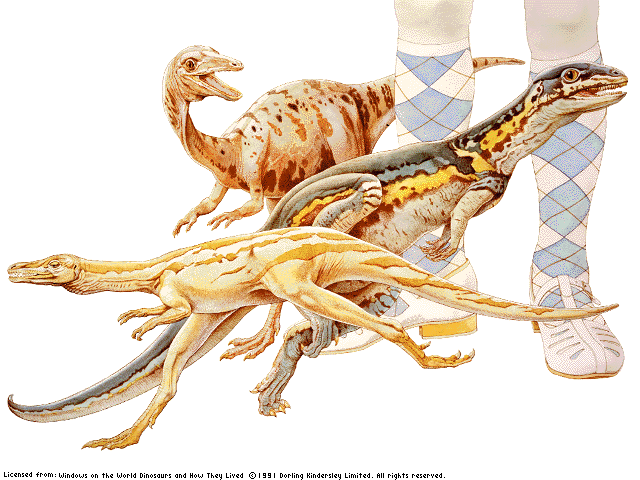 Licensed from: Windows on the World Dinosaurs and How They Lived ©1991 Dorling Kindersley Limited. All rights reserved.